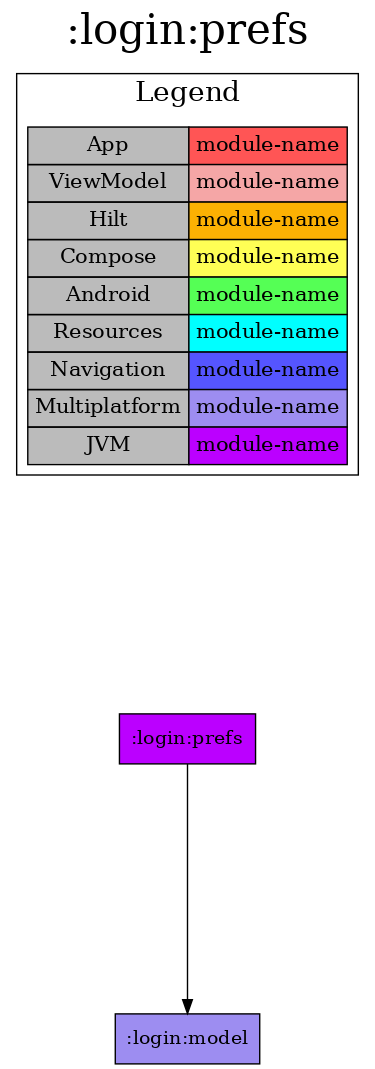 :login:prefs
Legend
App module-name
ViewModel module-name
Hilt module-name
Compose module-name
Android module-name
Resources module-name
Navigation module-name
Multiplatform module-name
JVM module-name
:login:prefs
:login:model